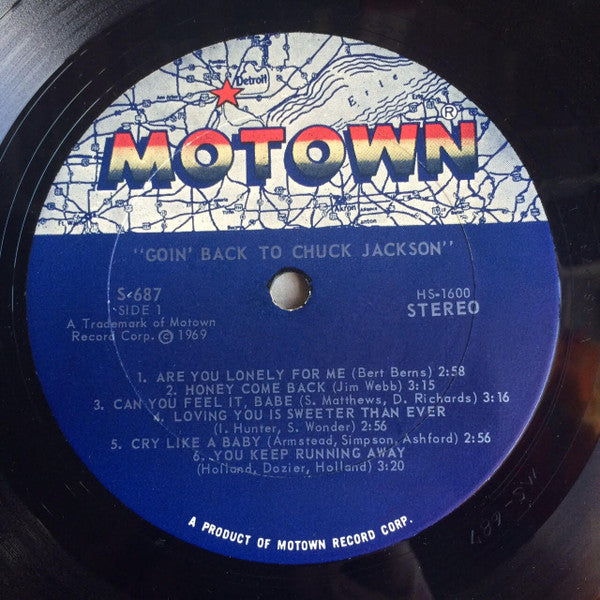 Detroit
Erie
MOTOWN®
Akron
Canton
"GOIN' BACK TO CHUCK JACKSON"
S-687
SIDE 1
HS-1600
STEREO
A Trademark of Motown
Record Corp. © 1969
1. ARE YOU LONELY FOR ME (Bert Berns) 2:58
2. HONEY COME BACK (Jim Webb) 3:15
3. CAN YOU FEEL IT, BABE (S. Matthews, D. Richards) 3:16
4. LOVING YOU IS SWEETER THAN EVER
(I. Hunter, S. Wonder) 2:56
5. CRY LIKE A BABY (Armstead, Simpson, Ashford) 2:56
6. YOU KEEP RUNNING AWAY
(Holland, Dozier, Holland) 3:20
A PRODUCT OF MOTOWN RECORD CORP.